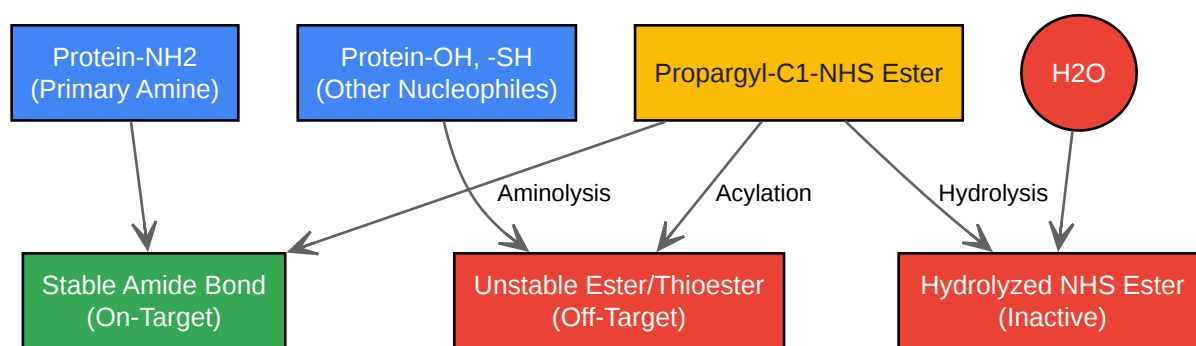 Protein-NH2
(Primary Amine)
Protein-OH, -SH
(Other Nucleophiles)
Propargyl-C1-NHS Ester
H2O
Aminolysis
Acylation
Hydrolysis
Stable Amide Bond
(On-Target)
Unstable Ester/Thioester
(Off-Target)
Hydrolyzed NHS Ester
(Inactive)